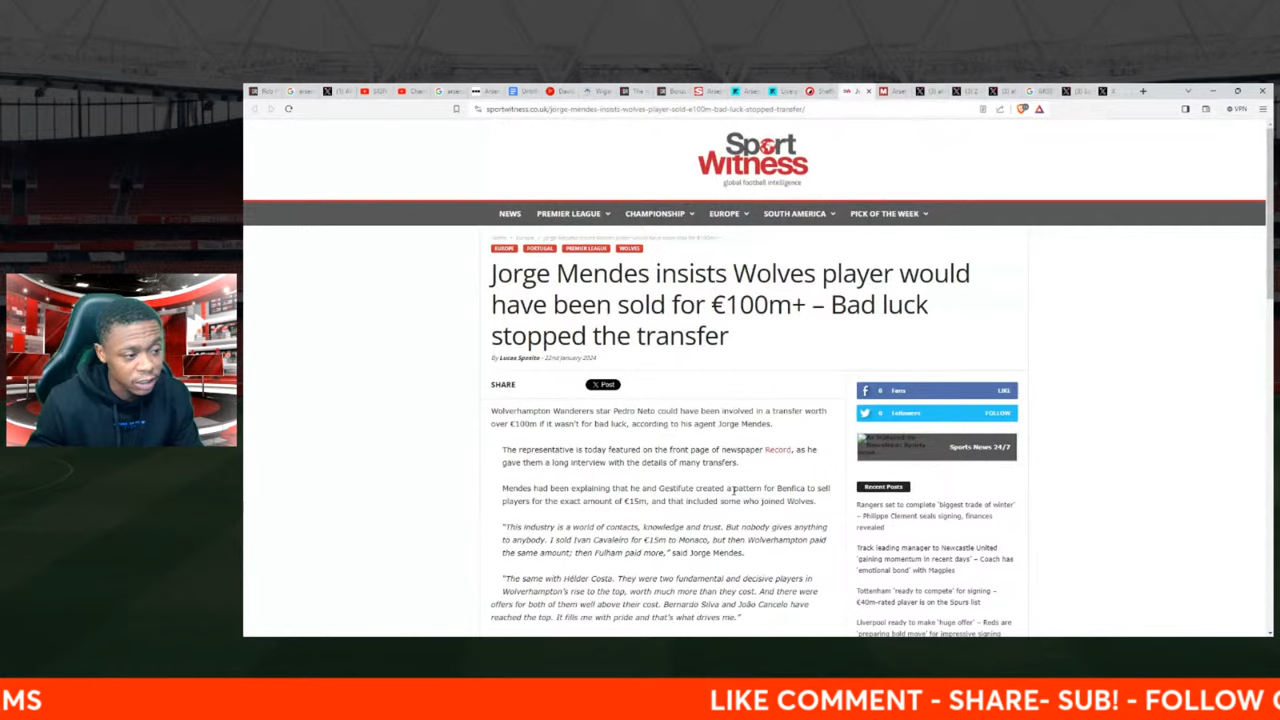 sportwitness.co.uk/jorge-mendes-insists-wolves-player-sold-e100m-bad-luck-stopped-transfer/
VPN
Sport
Witness
global football intelligence
NEWS PREMIER LEAGUE CHAMPIONSHIP EUROPE SOUTH AMERICA PICK OF THE WEEK
EUROPE PORTUGAL PREMIER LEAGUE WOLVES
Jorge Mendes insists Wolves player would
have been sold for €100m+ – Bad luck
stopped the transfer
By Lucas Sposito - 22nd January 2024
SHARE
X Post
Wolverhampton Wanderers star Pedro Neto could have been involved in a transfer worth
over €100m if it wasn't for bad luck, according to his agent Jorge Mendes.
The representative is today featured on the front page of newspaper Record, as he
gave them a long interview with the details of many transfers.
Mendes had been explaining that he and Gestifute created a pattern for Benfica to sell
players for the exact amount of €15m, and that included some who joined Wolves.
“This industry is a world of contacts, knowledge and trust. But nobody gives anything
to anybody. I sold Ivan Cavaleiro for €15m to Monaco, but then Wolverhampton paid
the same amount; then Fulham paid more,” said Jorge Mendes.
“The same with Hélder Costa. They were two fundamental and decisive players in
Wolverhampton's rise to the top, worth much more than they cost. And there were
offers for both of them well above their cost. Bernardo Silva and João Cancelo have
reached the top. It fills me with pride and that's what drives me.”
0 Fans LIKE
0 Followers FOLLOW
Sports News 24/7
Recent Posts
Rangers set to complete ‘biggest trade of winter’
– Philippe Clement seals signing, finances
revealed
Track leading manager to Newcastle United
‘gaining momentum in recent days’ – Coach has
‘emotional bond’ with Magpies
Tottenham ‘ready to compete’ for signing –
€40m-rated player is on the Spurs list
Liverpool ready to make ‘huge offer’ – Reds are
‘preparing bold move’ for impressive signing
MS
LIKE COMMENT - SHARE- SUB! - FOLLOW